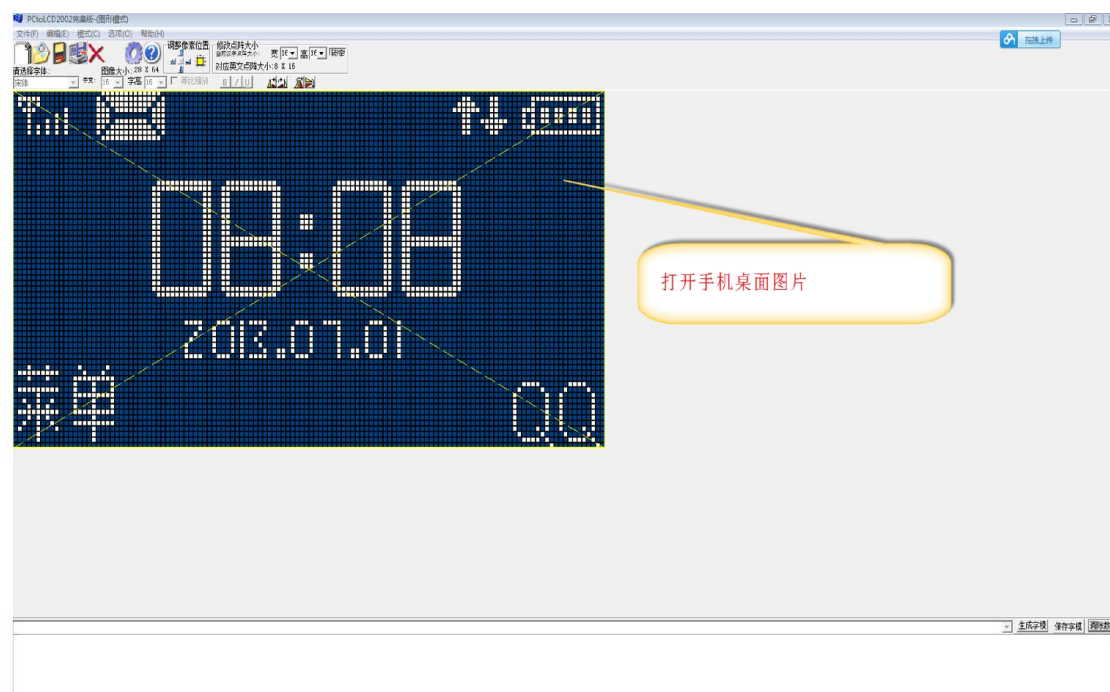 PCtoLCD2002完美版-(图形模式)
文件(F) 编辑(E) 模式(C) 选项(O) 帮助(H)
拖拽上传
调整像素位置
修改点阵大小
宽 16 高 16
对应英文点阵大小:8 X 16
请选择字体:
图像大小:28 X 64
宋体 字宽: 16 字高 16 等比缩放 B I U
08:08
打开手机桌面图片
2013.07.01
菜单 QQ
生成字模 保存字模